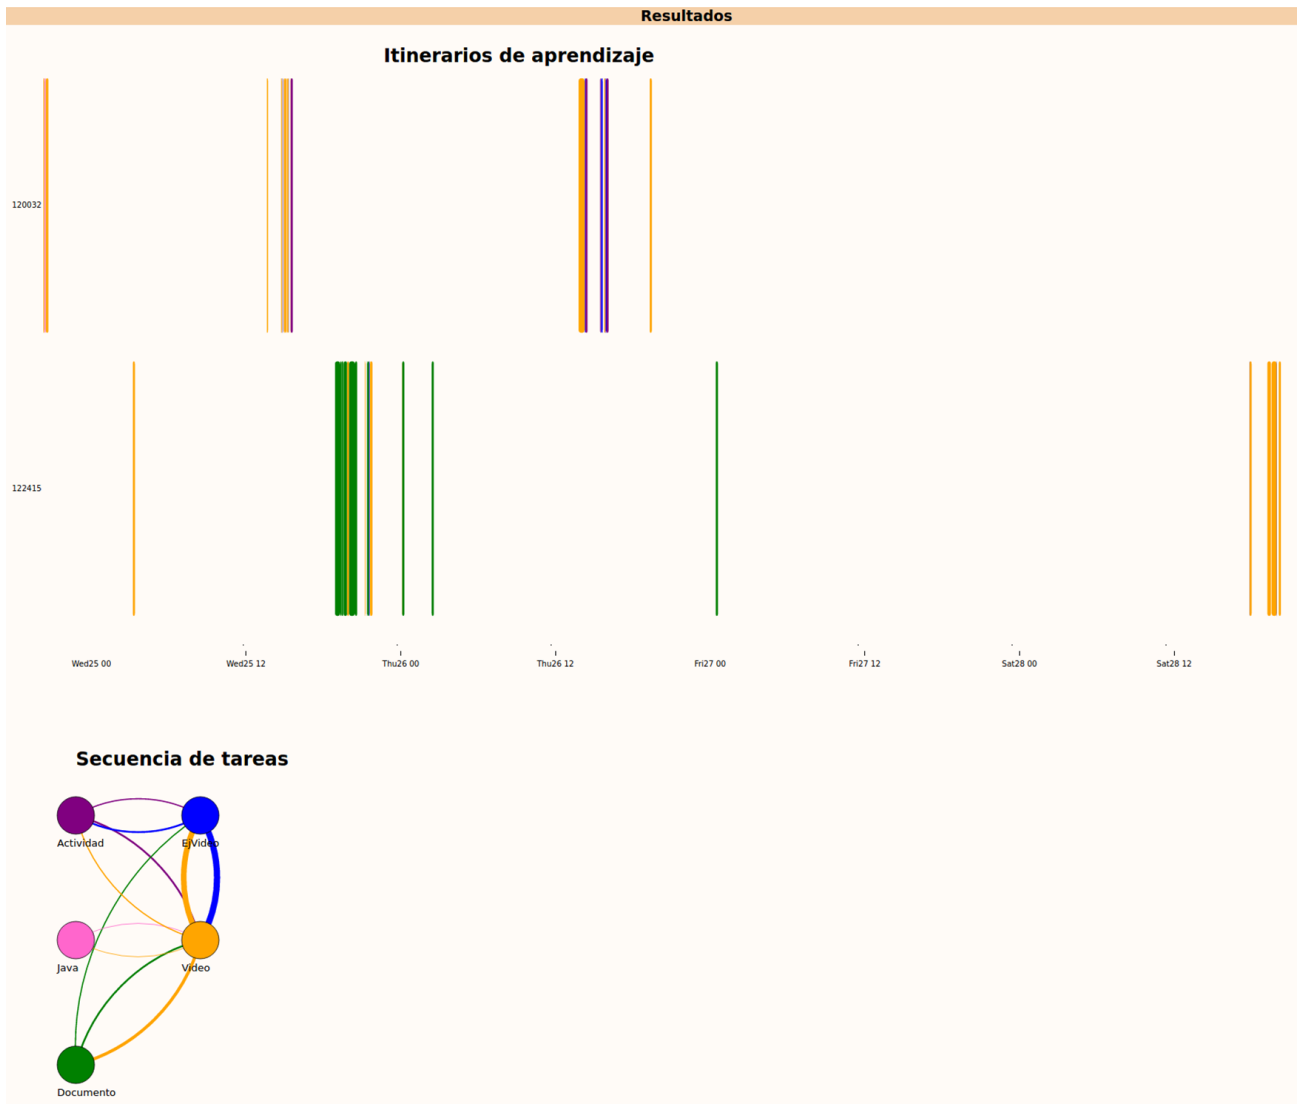 Resultados
Itinerarios de aprendizaje
120032
122415
Wed25 00 Wed25 12 Thu26 00 Thu26 12 Fri27 00 Fri27 12 Sat28 00 Sat28 12
Secuencia de tareas
Actividad EjVideo
Java Video
Documento